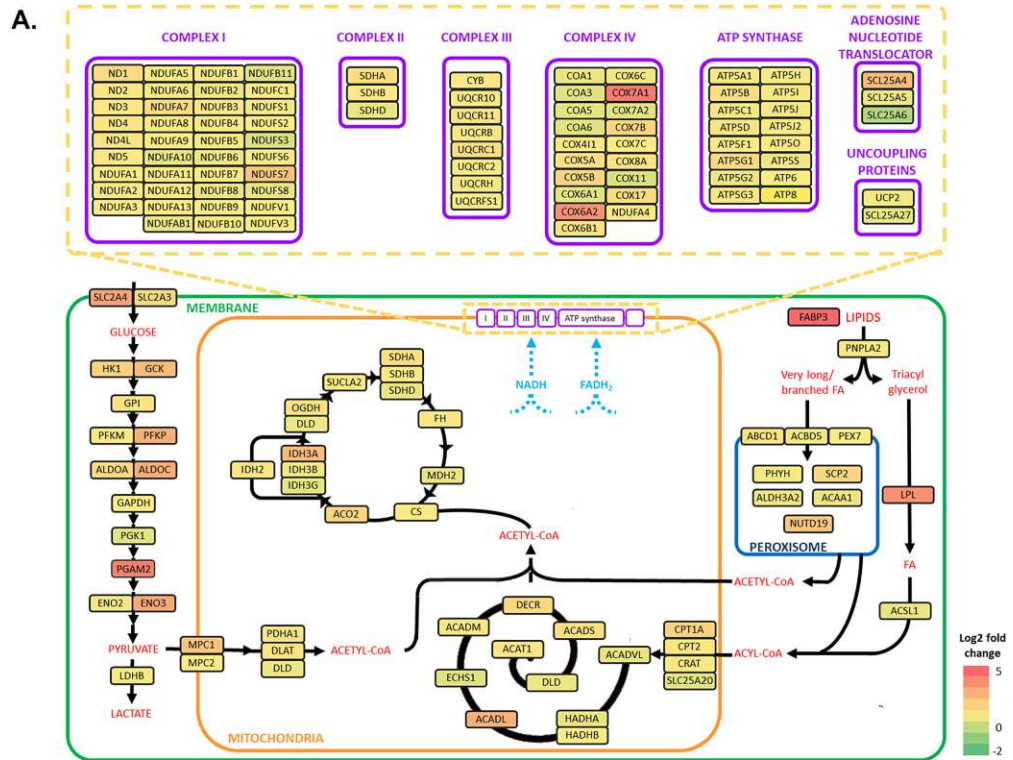 A.
COMPLEX I
COMPLEX II
COMPLEX III
COMPLEX IV
ATP SYNTHASE
ADENOSINE
NUCLEOTIDE
TRANSLOCATOR
ND1 NDUFA5 NDUFB1 NDUFB11
ND2 NDUFA6 NDUFB2 NDUFC1
ND3 NDUFA7 NDUFB3 NDUFS1
ND4 NDUFA8 NDUFB4 NDUFS2
ND4L NDUFA9 NDUFB5 NDUFS3
ND5 NDUFA10 NDUFB6 NDUFS6
NDUFA1 NDUFA11 NDUFB7 NDUFS7
NDUFA2 NDUFA12 NDUFB8 NDUFS8
NDUFA3 NDUFA13 NDUFB9 NDUFV1
NDUFAB1 NDUFB10 NDUFV3
SDHA
SDHB
SDHD
CYB
UQCR10
UQCR11
UQCRB
UQCRC1
UQCRC2
UQCRH
UQCRFS1
COA1 COX6C
COA3 COX7A1
COA5 COX7A2
COA6 COX7B
COX4I1 COX7C
COX5A COX8A
COX5B COX11
COX6A1 COX17
COX6A2 NDUFA4
COX6B1
ATP5A1 ATP5H
ATP5B ATP5I
ATP5C1 ATP5J
ATP5D ATP5J2
ATP5F1 ATP5O
ATP5G1 ATP5S
ATP5G2 ATP6
ATP5G3 ATP8
SCL25A4
SCL25A5
SLC25A6
UNCOUPLING
PROTEINS
UCP2
SCL25A27
SLC2A4 SLC2A3
MEMBRANE
GLUCOSE
HK1 GCK
GPI
PFKM PFKP
ALDOA ALDOC
GAPDH
PGK1
PGAM2
ENO2 ENO3
PYRUVATE
LDHB
LACTATE
MPC1
MPC2
PDHA1
DLAT
DLD
ACETYL-CoA
MITOCHONDRIA
I II III IV ATP synthase
NADH
FADH₂
SDHA
SDHB
SDHD
SUCLA2
OGDH
DLD
FH
IDH3A
IDH3B
IDH3G
IDH2
MDH2
ACO2
CS
ACETYL-CoA
DECR
ACADM
ACADS
ACAT1
ACADVL
ECHS1
DLD
ACADL
HADHA
HADHB
CPT1A
CPT2
CRAT
SLC25A20
ACYL-CoA
ACETYL-CoA
FABP3
LIPIDS
PNPLA2
Very long/
branched FA
Triacyl
glycerol
ABCD1 ACBD5 PEX7
PHYH SCP2
ALDH3A2 ACAA1
NUTD19
PEROXISOME
LPL
FA
ACSL1
Log2 fold
change
5
0
-2